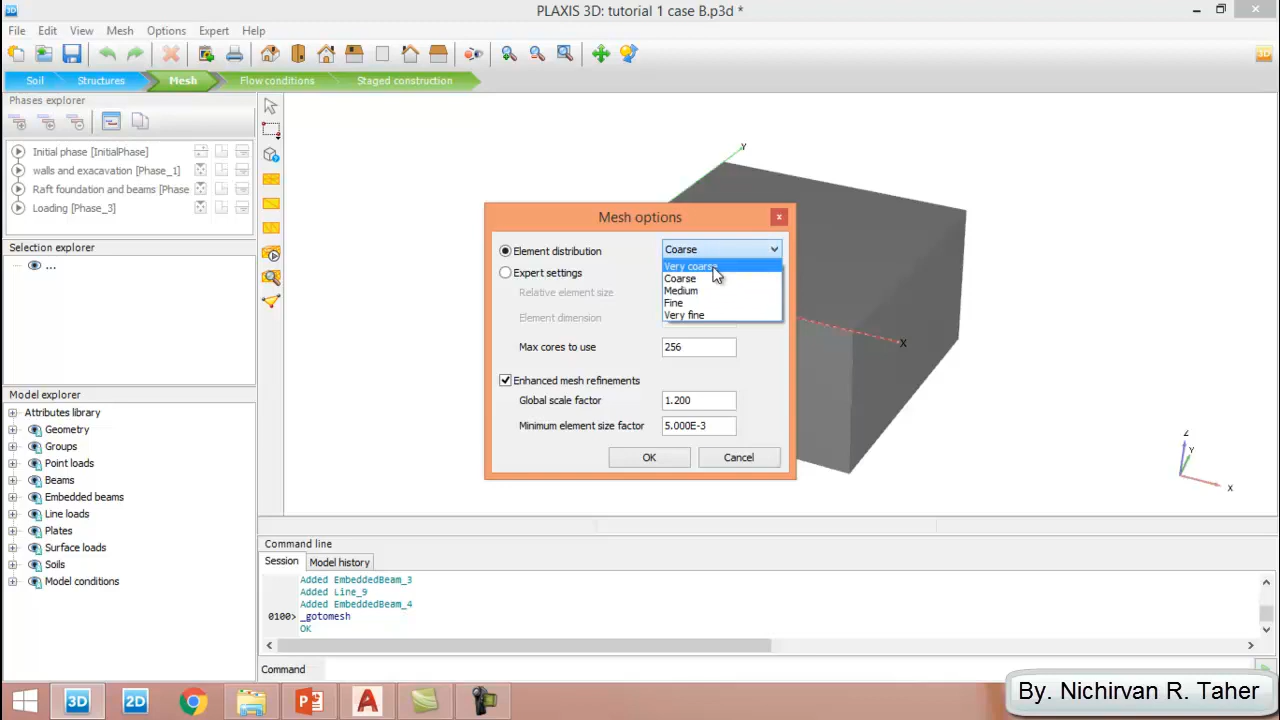 PLAXIS 3D: tutorial 1 case B.p3d *
File Edit View Mesh Options Expert Help
Soil Structures Mesh Flow conditions Staged construction
Phases explorer
Initial phase [InitialPhase]
walls and exacavation [Phase_1]
Raft foundation and beams [Phase
Loading [Phase_3]
Selection explorer
...
Model explorer
Attributes library
Geometry
Groups
Point loads
Beams
Embedded beams
Line loads
Plates
Surface loads
Soils
Model conditions
Y
X
Mesh options
Element distribution
Coarse
Very coarse
Coarse
Medium
Fine
Very fine
Expert settings
Relative element size
Element dimension
Max cores to use
256
Enhanced mesh refinements
Global scale factor
1.200
Minimum element size factor
5.000E-3
OK
Cancel
Z
Y
X
Command line
Session
Model history
Added EmbeddedBeam_3
Added Line_9
Added EmbeddedBeam_4
0100> _gotomesh
OK
Command
3D
2D
By. Nichirvan R. Taher